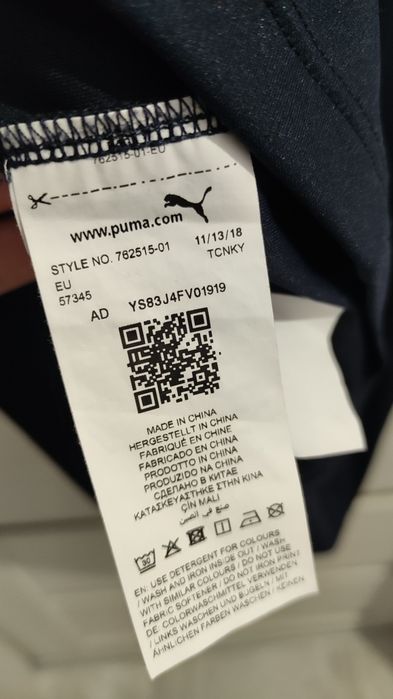 762515-01-EU
www.puma.com
STYLE NO. 762515-01 11/13/18
EU TCNKY
57345
AD YS83J4FV01919
MADE IN CHINA
HERGESTELLT IN CHINA
FABRIQUÉ EN CHINE
FABRICADO EN CHINA
PRODOTTO IN CHINA
PRODUZIDO NA CHINA
СДЕЛАНО В КИТАЕ
ΚΑΤΑΣΚΕΥΑΣΤΗΚΕ ΣΤΗΝ ΚΙΝΑ
ÇİN MALI
صنع في الصين
30
EN: USE DETERGENT FOR COLOURS
/ WASH AND IRON INSIDE OUT / WASH
WITH SIMILAR COLOURS / DO NOT USE
FABRIC SOFTENER / DO NOT IRON PRINT
DE: COLORWASCHMITTEL VERWENDEN
/ LINKS WASCHEN UND BÜGELN / MIT
ÄHNLICHEN FARBEN WASCHEN / KEINEN